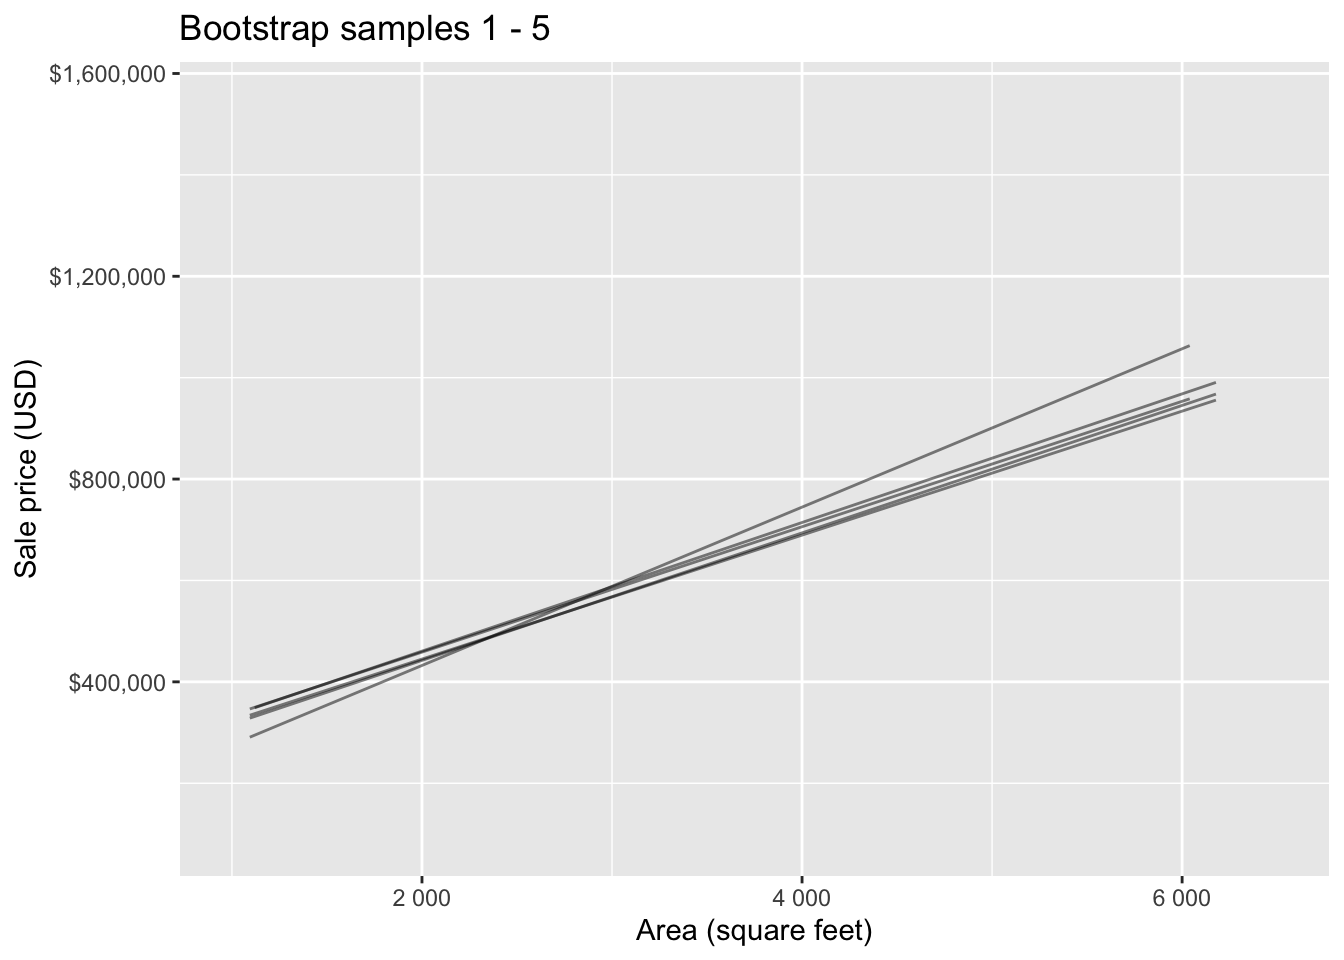 Bootstrap samples 1 - 5
$1,600,000
$1,200,000
$800,000
$400,000
Sale price (USD)
2 000 4 000 6 000
Area (square feet)